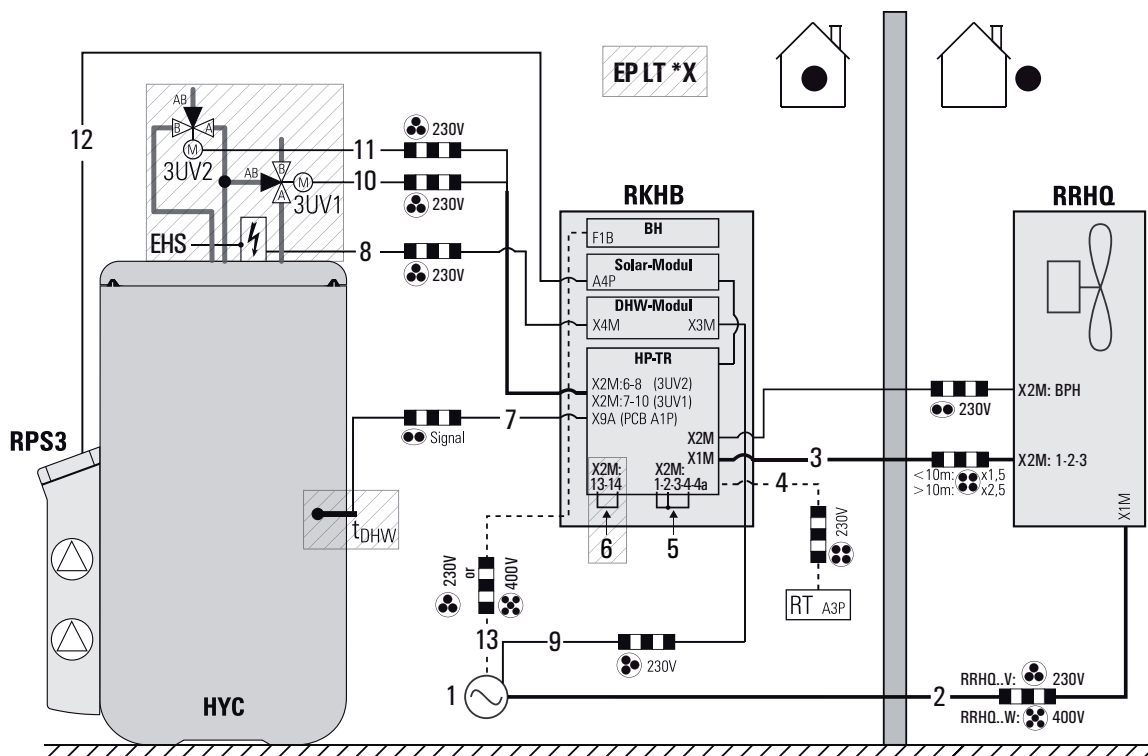 EP LT *X
12
AB
B
A
M
3UV2
11
230V
AB
B
A
M
3UV1
10
230V
EHS
8
230V
RKHB
BH
F1B
Solar-Modul
A4P
DHW-Modul
X4M
X3M
HP-TR
X2M:6-8 (3UV2)
X2M:7-10 (3UV1)
X9A (PCB A1P)
X2M
X1M
X2M:
13-14
X2M:
1-2-3-4-4a
6
5
RRHQ
X2M: BPH
X2M: 1-2-3
X1M
230V
3
<10m: x1,5
>10m: x2,5
4
230V
RT A3P
7
Signal
RPS3
tDHW
HYC
230V
or
400V
13
9
230V
1
2
RRHQ..V: 230V
RRHQ..W: 400V